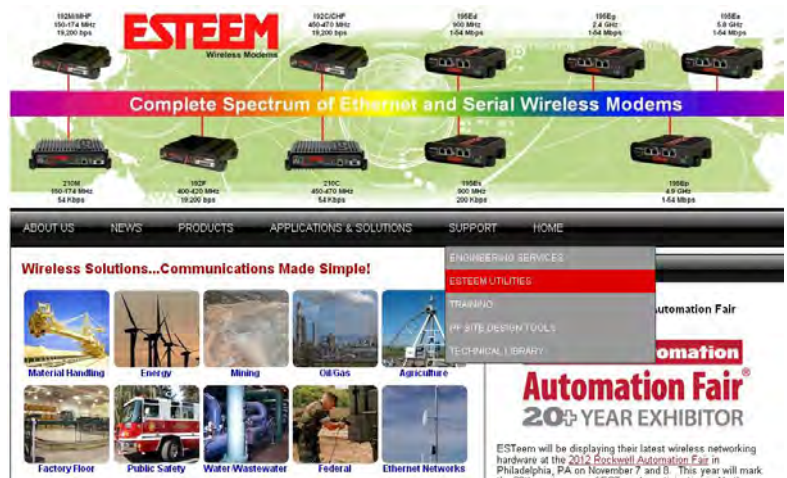 192M/MHP
150-174 MHz
19,200 bps
ESTEEM
Wireless Modems
192C/CHP
450-470 MHz
19,200 bps
195Ed
900 MHz
1-54 Mbps
195Eg
2.4 GHz
1-54 Mbps
195Ea
5.8 GHz
1-54 Mbps
Complete Spectrum of Ethernet and Serial Wireless Modems
210M
150-174 MHz
54 Kbps
192F
400-420 MHz
19,200 bps
210C
450-470 MHz
54 Kbps
195Es
900 MHz
200 Kbps
195Ep
4.9 GHz
1-54 Mbps
ABOUT US NEWS PRODUCTS APPLICATIONS & SOLUTIONS SUPPORT HOME
ENGINEERING SERVICES
ESTEEM UTILITIES
TRAINING
RF SITE DESIGN TOOLS
TECHNICAL LIBRARY
Wireless Solutions...Communications Made Simple!
Material Handling Energy Mining Oil/Gas Agriculture
Factory Floor Public Safety Water/Wastewater Federal Ethernet Networks
utomation Fair
omation
Automation Fair®
20th YEAR EXHIBITOR
ESTeem will be displaying their latest wireless networking
hardware at the 2012 Rockwell Automation Fair in
Philadelphia, PA on November 7 and 8. This year will mark